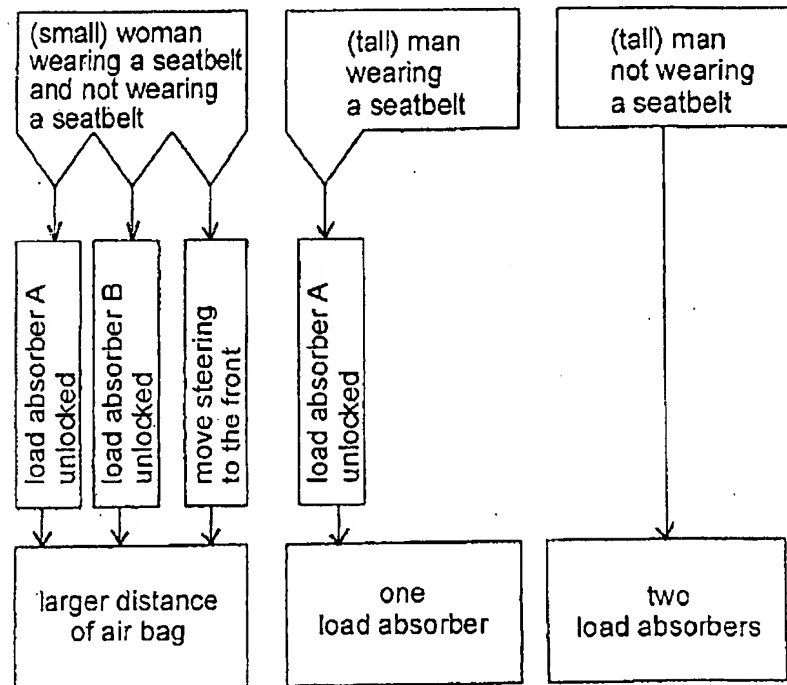 (small) woman
wearing a seatbelt
and not wearing
a seatbelt
(tall) man
wearing
a seatbelt
(tall) man
not wearing
a seatbelt
load absorber A
unlocked
load absorber B
unlocked
move steering
to the front
load absorber A
unlocked
larger distance
of air bag
one
load absorber
two
load absorbers